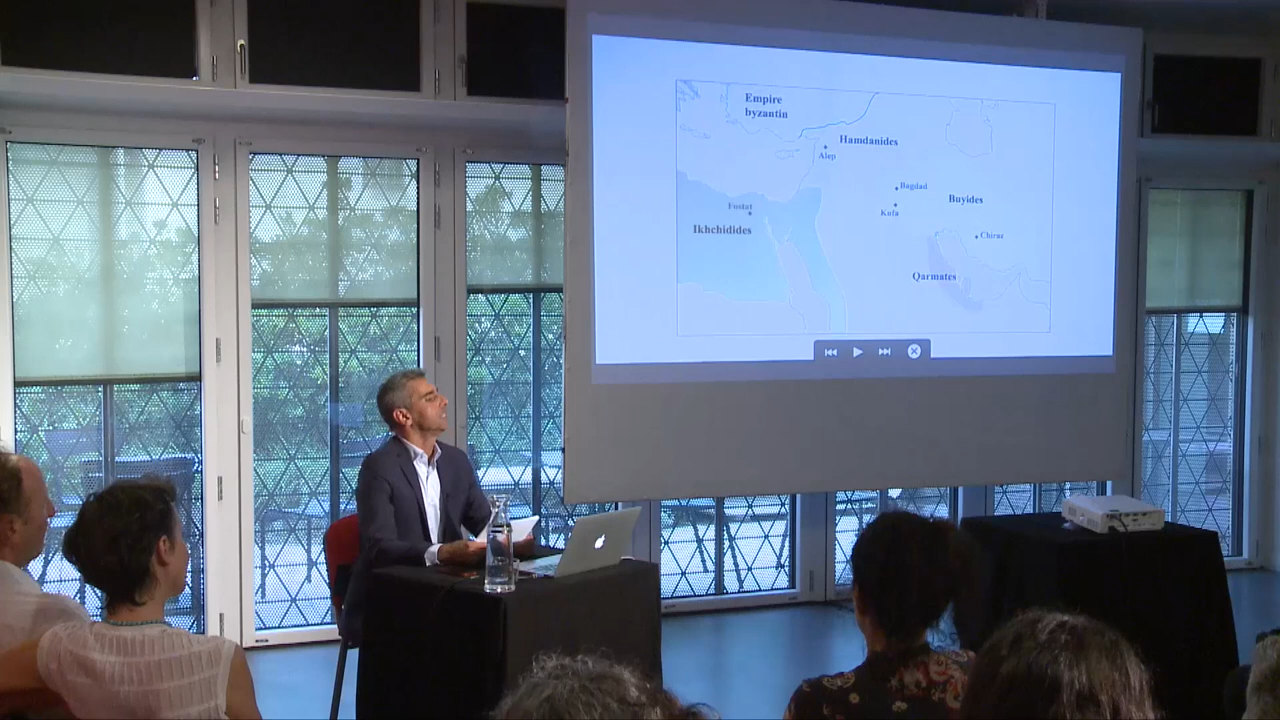 Empire
byzantin
Hamdanides
Alep
Bagdad
Buyides
Fostat
Kufa
Ikhchidides
Chiraz
Qarmates